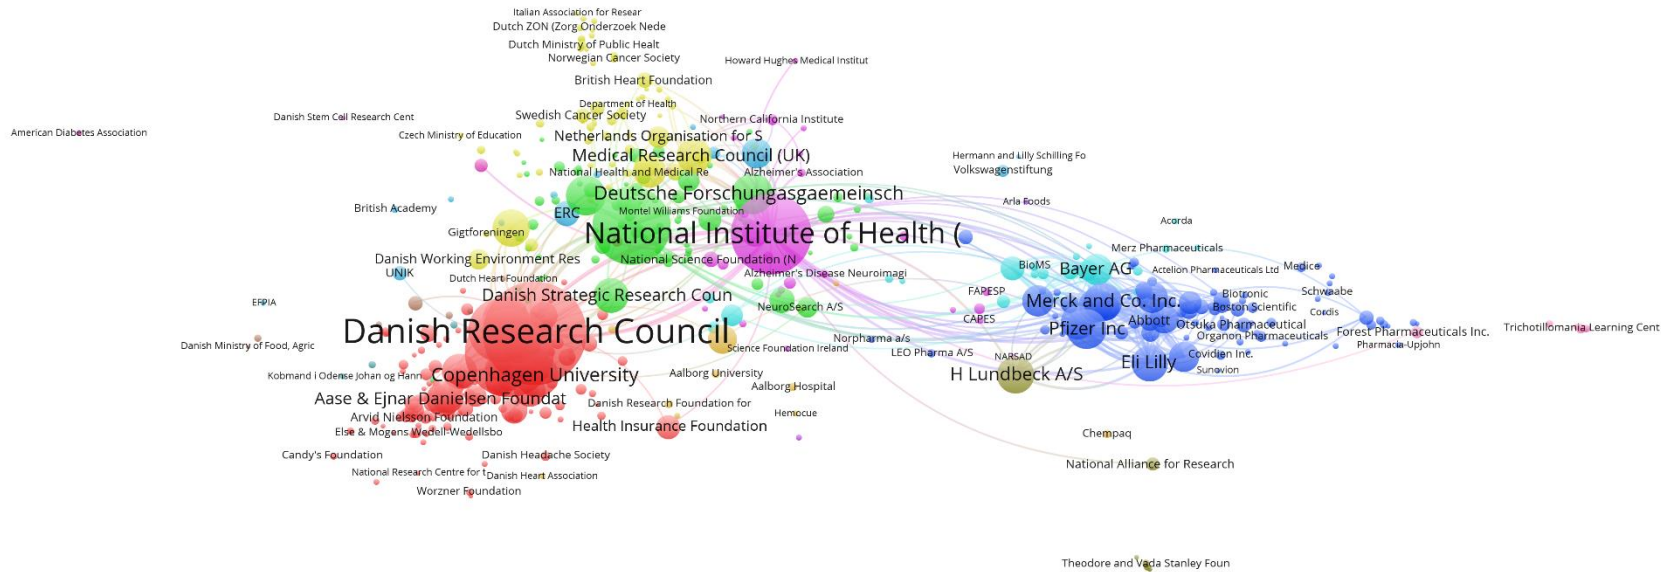 Italian Association for Resear
Dutch ZON (Zorg Onderzoek Nede
Dutch Ministry of Public Healt
Norwegian Cancer Society
Howard Hughes Medical Institut
British Heart Foundation
Department of Health
Swedish Cancer Society
Danish Stem Cell Research Cent
Northern California Institute
American Diabetes Association
Czech Ministry of Education
Netherlands Organisation for S
Medical Research Council (UK)
Hermann and Lilly Schilling Fo
Volkswagenstiftung
National Health and Medical Re
Alzheimer's Association
Deutsche Forschungasgaemeinsch
Arla Foods
British Academy
ERC
Montel Williams Foundation
Acorda
Gigtforeningen
National Institute of Health (
Merz Pharmaceuticals
Danish Working Environment Res
National Science Foundation (N
BioMS
Bayer AG
Actelion Pharmaceuticals Ltd
Medice
UNIK
Dutch Heart Foundation
Alzheimer's Disease Neuroimagi
FAPESP
Biotronic
Schwaabe
EFPIA
Danish Strategic Research Coun
NeuroSearch A/S
Merck and Co. Inc.
Boston Scientific
Cordis
CAPES
Abbott
Otsuka Pharmaceutical
Danish Research Council
Pfizer Inc
Forest Pharmaceuticals Inc.
Trichotillomania Learning Cent
Norpharma a/s
Organon Pharmaceuticals
Danish Ministry of Food, Agric
Science Foundation Ireland
LEO Pharma A/S
Pharmacia-Upjohn
NARSAD
Covidien Inc.
Eli Lilly
Sunovion
Kobmand i Odense Johan og Hann
Copenhagen University
Aalborg University
H Lundbeck A/S
Aalborg Hospital
Aase & Ejnar Danielsen Foundat
Danish Research Foundation for
Hemocue
Arvid Nielsson Foundation
Health Insurance Foundation
Else & Mogens Wedell-Wedellsbo
Chempaq
Candy's Foundation
Danish Headache Society
National Alliance for Research
National Research Centre for t
Danish Heart Association
Worzner Foundation
Theodore and Vada Stanley Foun